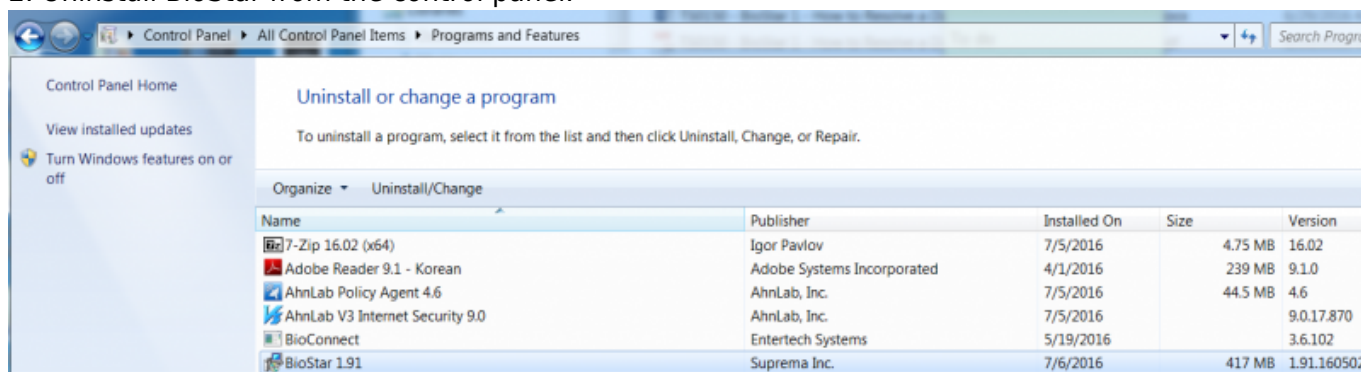 2. Uninstall BioStar from the control panel.
Control Panel ▸ All Control Panel Items ▸ Programs and Features
Search Progra
Control Panel Home
View installed updates
Turn Windows features on or
off
Uninstall or change a program
To uninstall a program, select it from the list and then click Uninstall, Change, or Repair.
Organize Uninstall/Change
Name Publisher Installed On Size Version
7-Zip 16.02 (x64) Igor Pavlov 7/5/2016 4.75 MB 16.02
Adobe Reader 9.1 - Korean Adobe Systems Incorporated 4/1/2016 239 MB 9.1.0
AhnLab Policy Agent 4.6 AhnLab, Inc. 7/5/2016 44.5 MB 4.6
AhnLab V3 Internet Security 9.0 AhnLab, Inc. 7/5/2016 9.0.17.870
BioConnect Entertech Systems 5/19/2016 3.6.102
BioStar 1.91 Suprema Inc. 7/6/2016 417 MB 1.91.160502